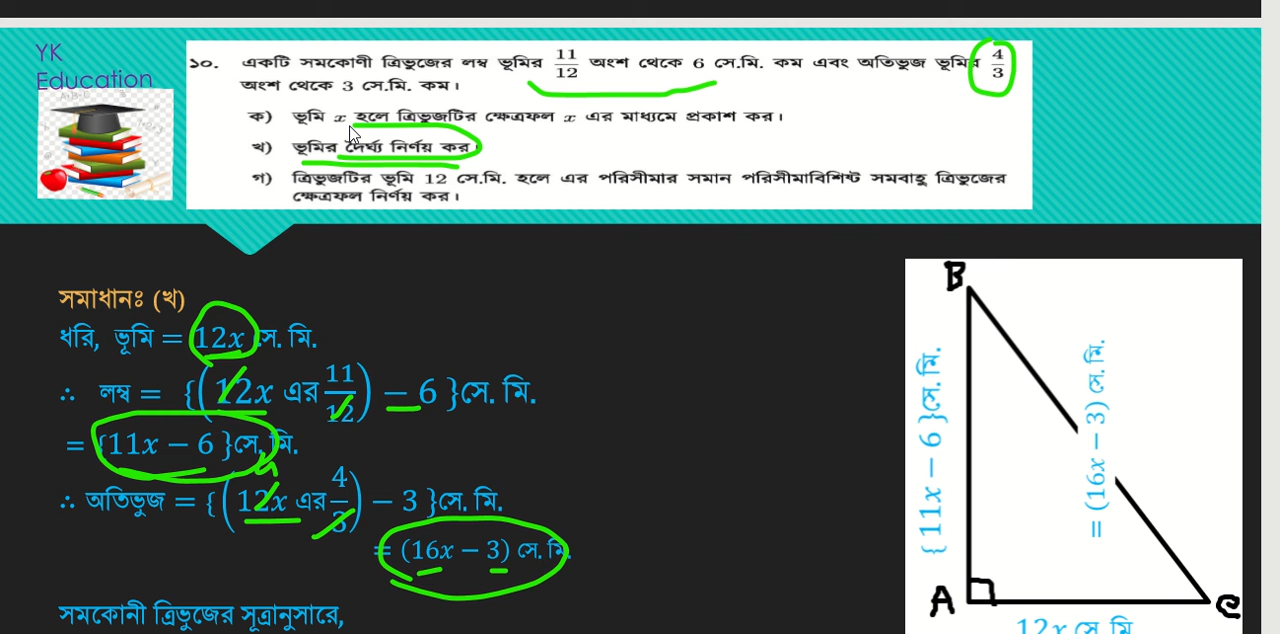 YK
Education
১০. একটি সমকোণী ত্রিভুজের লম্ব ভূমির 11/12 অংশ থেকে 6 সে.মি. কম এবং অতিভুজ ভূমির 4/3
অংশ থেকে 3 সে.মি. কম।
ক) ভূমি x হলে ত্রিভুজটির ক্ষেত্রফল x এর মাধ্যমে প্রকাশ কর।
খ) ভূমির দৈর্ঘ্য নির্ণয় কর।
গ) ত্রিভুজটির ভূমি 12 সে.মি. হলে এর পরিসীমার সমান পরিসীমাবিশিষ্ট সমবাহু ত্রিভুজের
ক্ষেত্রফল নির্ণয় কর।
সমাধানঃ (খ)
ধরি, ভূমি = 12x সে. মি.
∴ লম্ব = {(12x এর 11/12) − 6 }সে. মি.
= {11x − 6 }সে. মি.
∴ অতিভুজ = {(12x এর 4/3) − 3 }সে. মি.
= (16x − 3) সে. মি.
সমকোনী ত্রিভুজের সূত্রানুসারে,
B
{ 11x − 6 }সে. মি.
= (16x − 3) সে. মি.
A
C
12x সে. মি